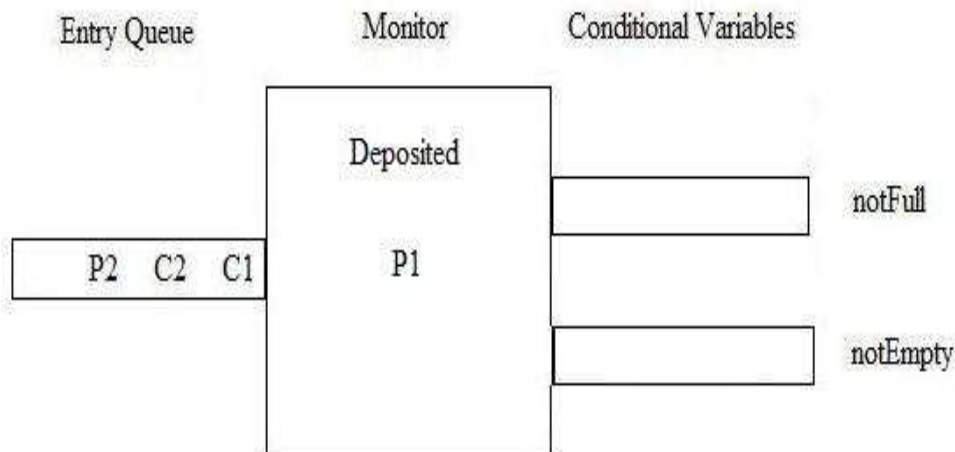 Entry Queue Monitor Conditional Variables
Deposited
notFull
P2 C2 C1 P1
notEmpty